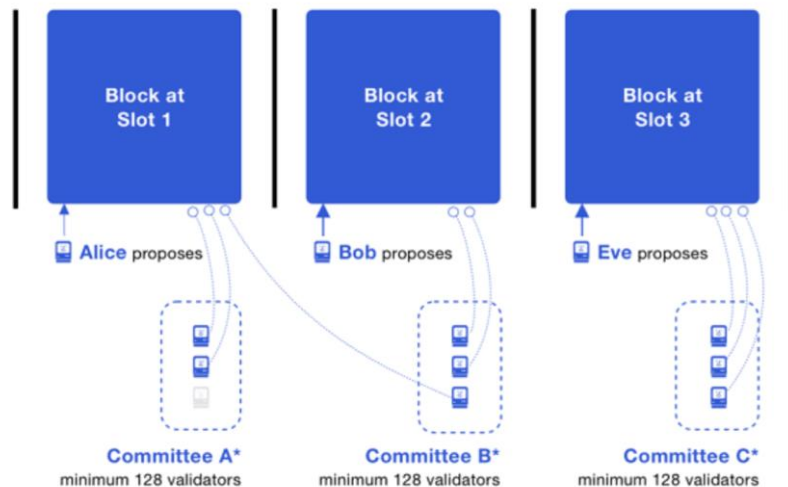 Block at
Slot 1
Block at
Slot 2
Block at
Slot 3
Alice proposes
Bob proposes
Eve proposes
Committee A*
minimum 128 validators
Committee B*
minimum 128 validators
Committee C*
minimum 128 validators